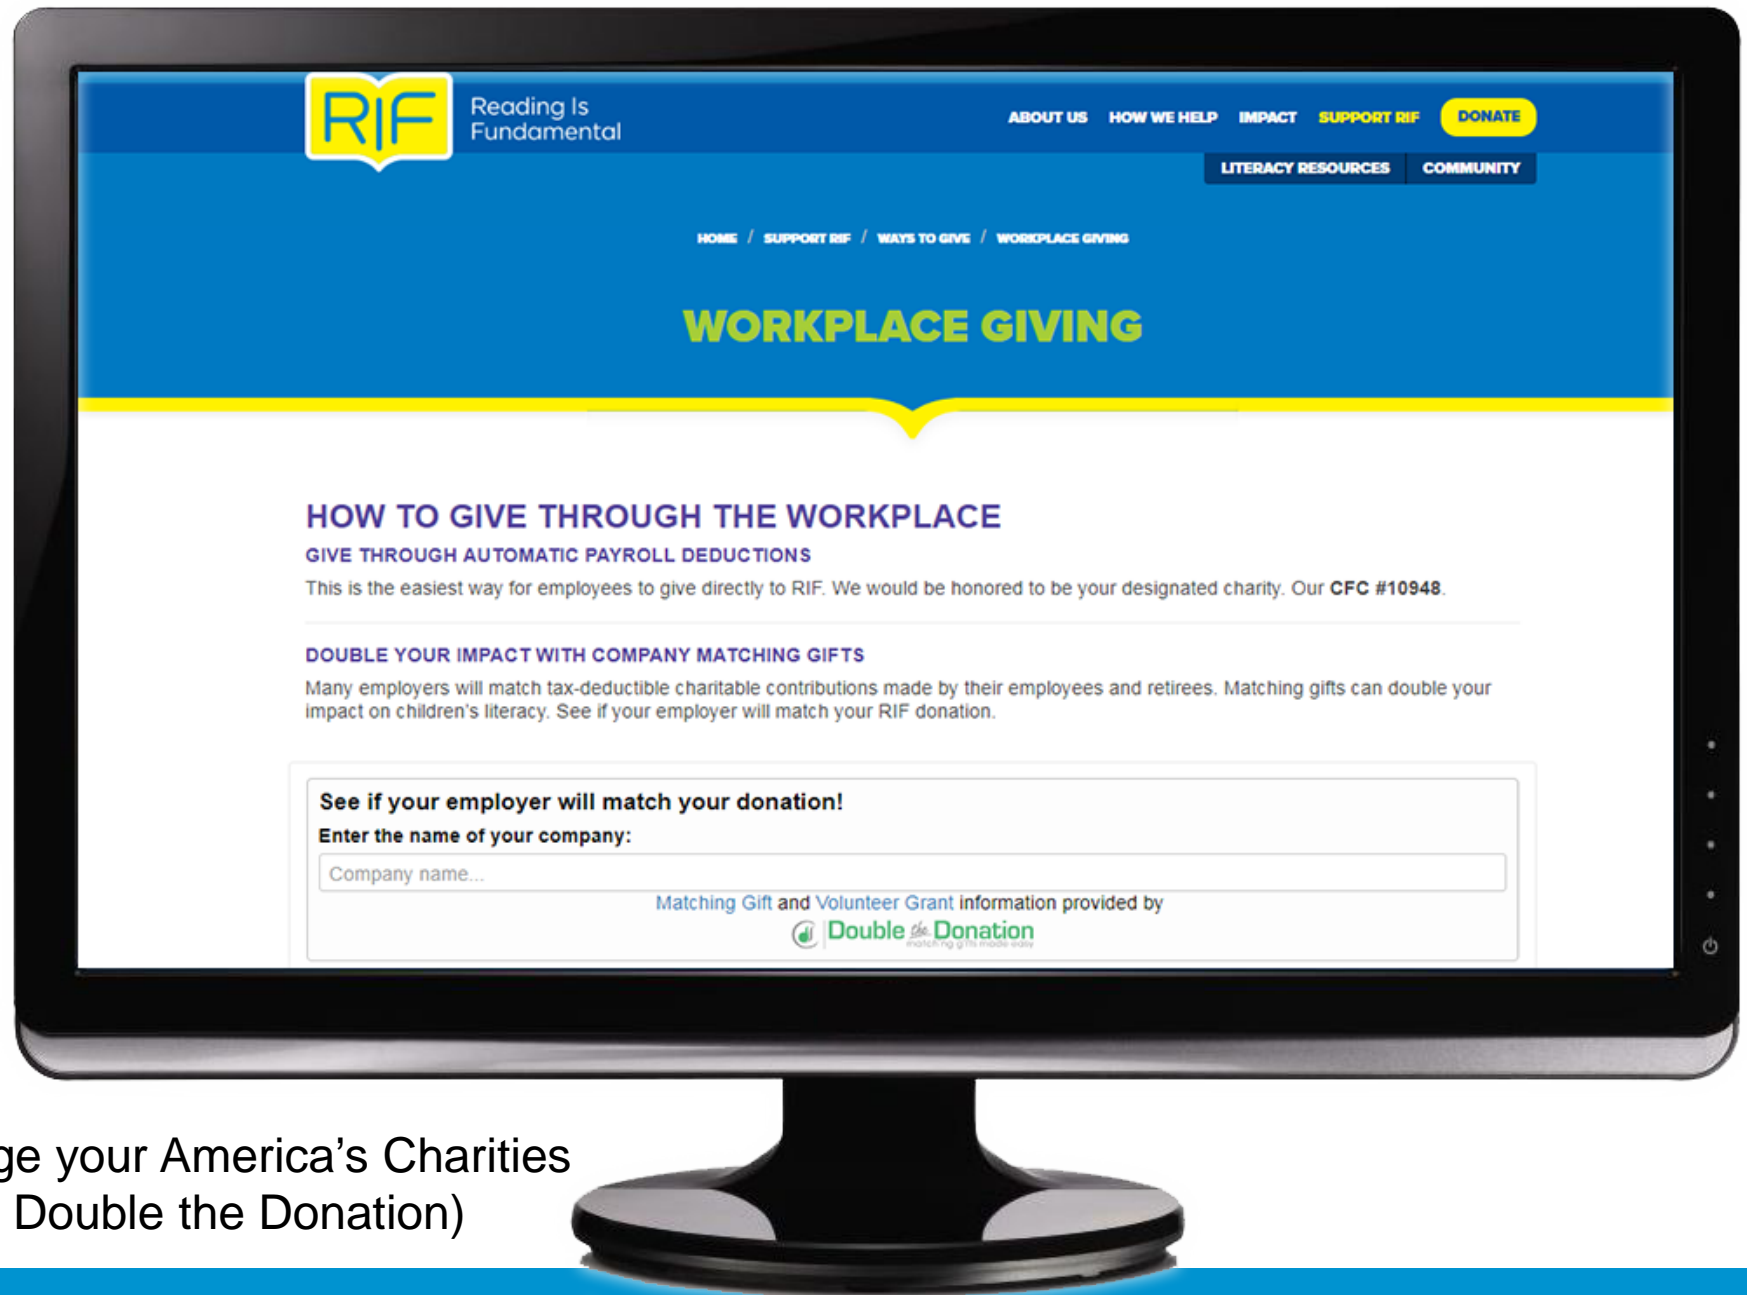 RIF
Reading Is
Fundamental
ABOUT US HOW WE HELP IMPACT SUPPORT RIF DONATE
LITERACY RESOURCES COMMUNITY
HOME / SUPPORT RIF / WAYS TO GIVE / WORKPLACE GIVING
WORKPLACE GIVING
HOW TO GIVE THROUGH THE WORKPLACE
GIVE THROUGH AUTOMATIC PAYROLL DEDUCTIONS
This is the easiest way for employees to give directly to RIF. We would be honored to be your designated charity. Our CFC #10948.
DOUBLE YOUR IMPACT WITH COMPANY MATCHING GIFTS
Many employers will match tax-deductible charitable contributions made by their employees and retirees. Matching gifts can double your
impact on children's literacy. See if your employer will match your RIF donation.
See if your employer will match your donation!
Enter the name of your company:
Company name...
Matching Gift and Volunteer Grant information provided by
Double the Donation
matching gifts made easy
ge your America’s Charities
Double the Donation)